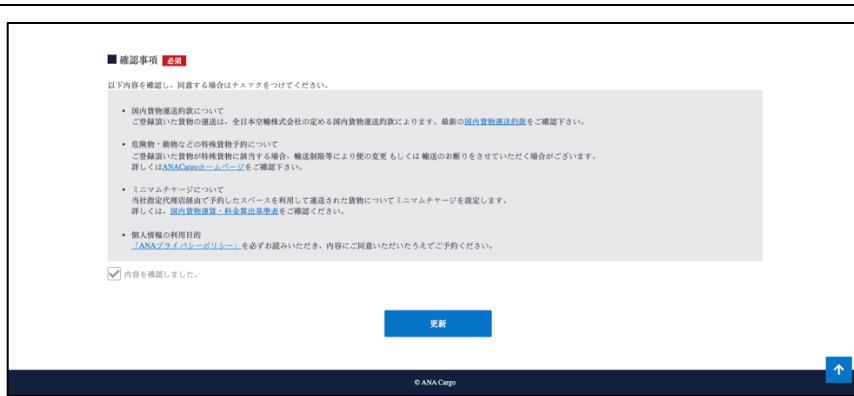 確認事項 必須
以下内容を確認し、同意する場合はチェックをつけてください。
• 国内貨物運送約款について
ご登録頂いた貨物の運送は、全日本空輸株式会社の定める国内貨物運送約款によります。最新の国内貨物運送約款をご確認下さい。
• 危険物・動物などの特殊貨物予約について
ご登録頂いた貨物が特殊貨物に該当する場合、輸送制限等により便の変更 もしくは 輸送のお断りをさせていただく場合がございます。
詳しくはANACargoホームページをご確認下さい。
• ミニマムチャージについて
当社指定代理店経由で予約したスペースを利用して運送された貨物についてミニマムチャージを設定します。
詳しくは、国内貨物運賃・料金算出基準表をご確認ください。
• 個人情報の利用目的
「ANAプライバシーポリシー」を必ずお読みいただき、内容にご同意いただいたうえでご予約ください。
内容を確認しました。
更新
© ANA Cargo